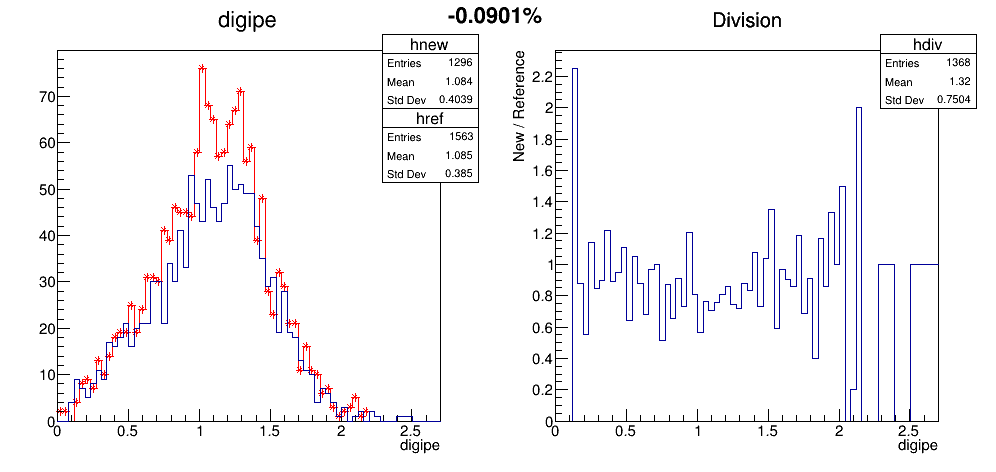 -0.0901%
digipe
hnew
Entries 1296
Mean 1.084
Std Dev 0.4039
href
Entries 1563
Mean 1.085
Std Dev 0.385
70
60
50
40
30
20
10
0
0 0.5 1 1.5 2 2.5
digipe
Division
hdiv
Entries 1368
Mean 1.32
Std Dev 0.7504
New / Reference
2.2
2
1.8
1.6
1.4
1.2
1
0.8
0.6
0.4
0.2
0
0 0.5 1 1.5 2 2.5
digipe